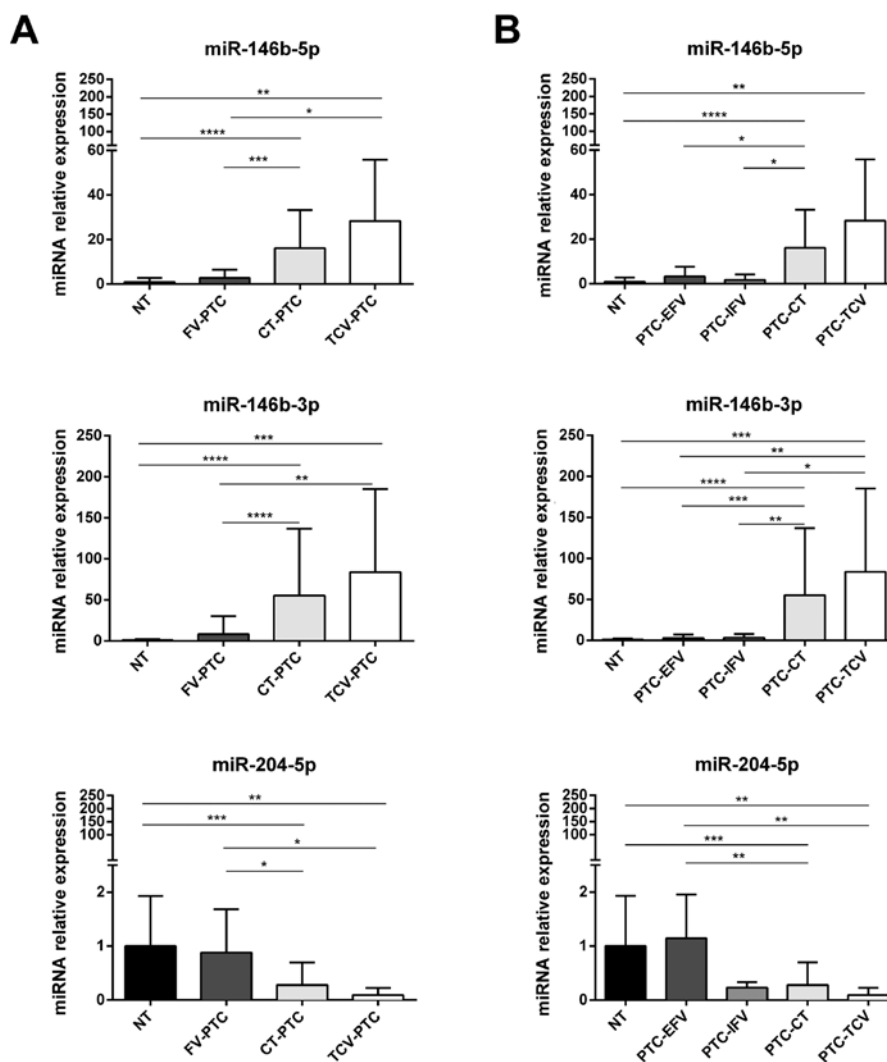 A
B
miR-146b-5p
miRNA relative expression
250
200
150
100
60
40
20
0
**
*
****
***
NT
FV-PTC
CT-PTC
TCV-PTC
miR-146b-5p
miRNA relative expression
250
200
150
100
60
40
20
0
**
****
*
*
NT
PTC-EFV
PTC-IFV
PTC-CT
PTC-TCV
miR-146b-3p
miRNA relative expression
250
200
150
100
50
0
***
****
**
****
NT
FV-PTC
CT-PTC
TCV-PTC
miR-146b-3p
miRNA relative expression
250
200
150
100
50
0
***
**
*
****
***
**
NT
PTC-EFV
PTC-IFV
PTC-CT
PTC-TCV
miR-204-5p
miRNA relative expression
250
200
150
100
2
1
0
**
***
*
*
NT
FV-PTC
CT-PTC
TCV-PTC
miR-204-5p
miRNA relative expression
250
200
150
100
2
1
0
**
**
***
**
NT
PTC-EFV
PTC-IFV
PTC-CT
PTC-TCV